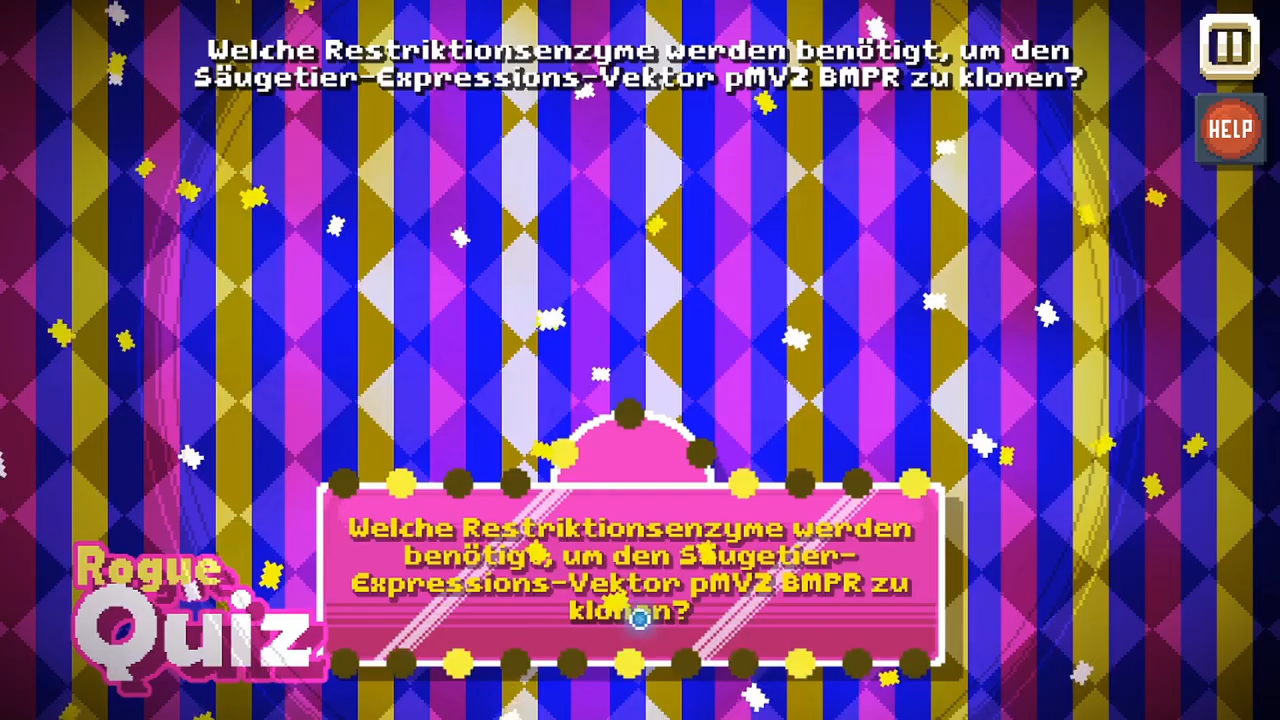 Welche Restriktionsenzyme werden benötigt, um den
Säugetier-Expressions-Vektor pMV2 BMPR zu klonen?
HELP
Welche Restriktionsenzyme werden
benötigt, um den Säugetier-
Expressions-Vektor pMV2 BMPR zu
klonen?
Rogue
Quiz